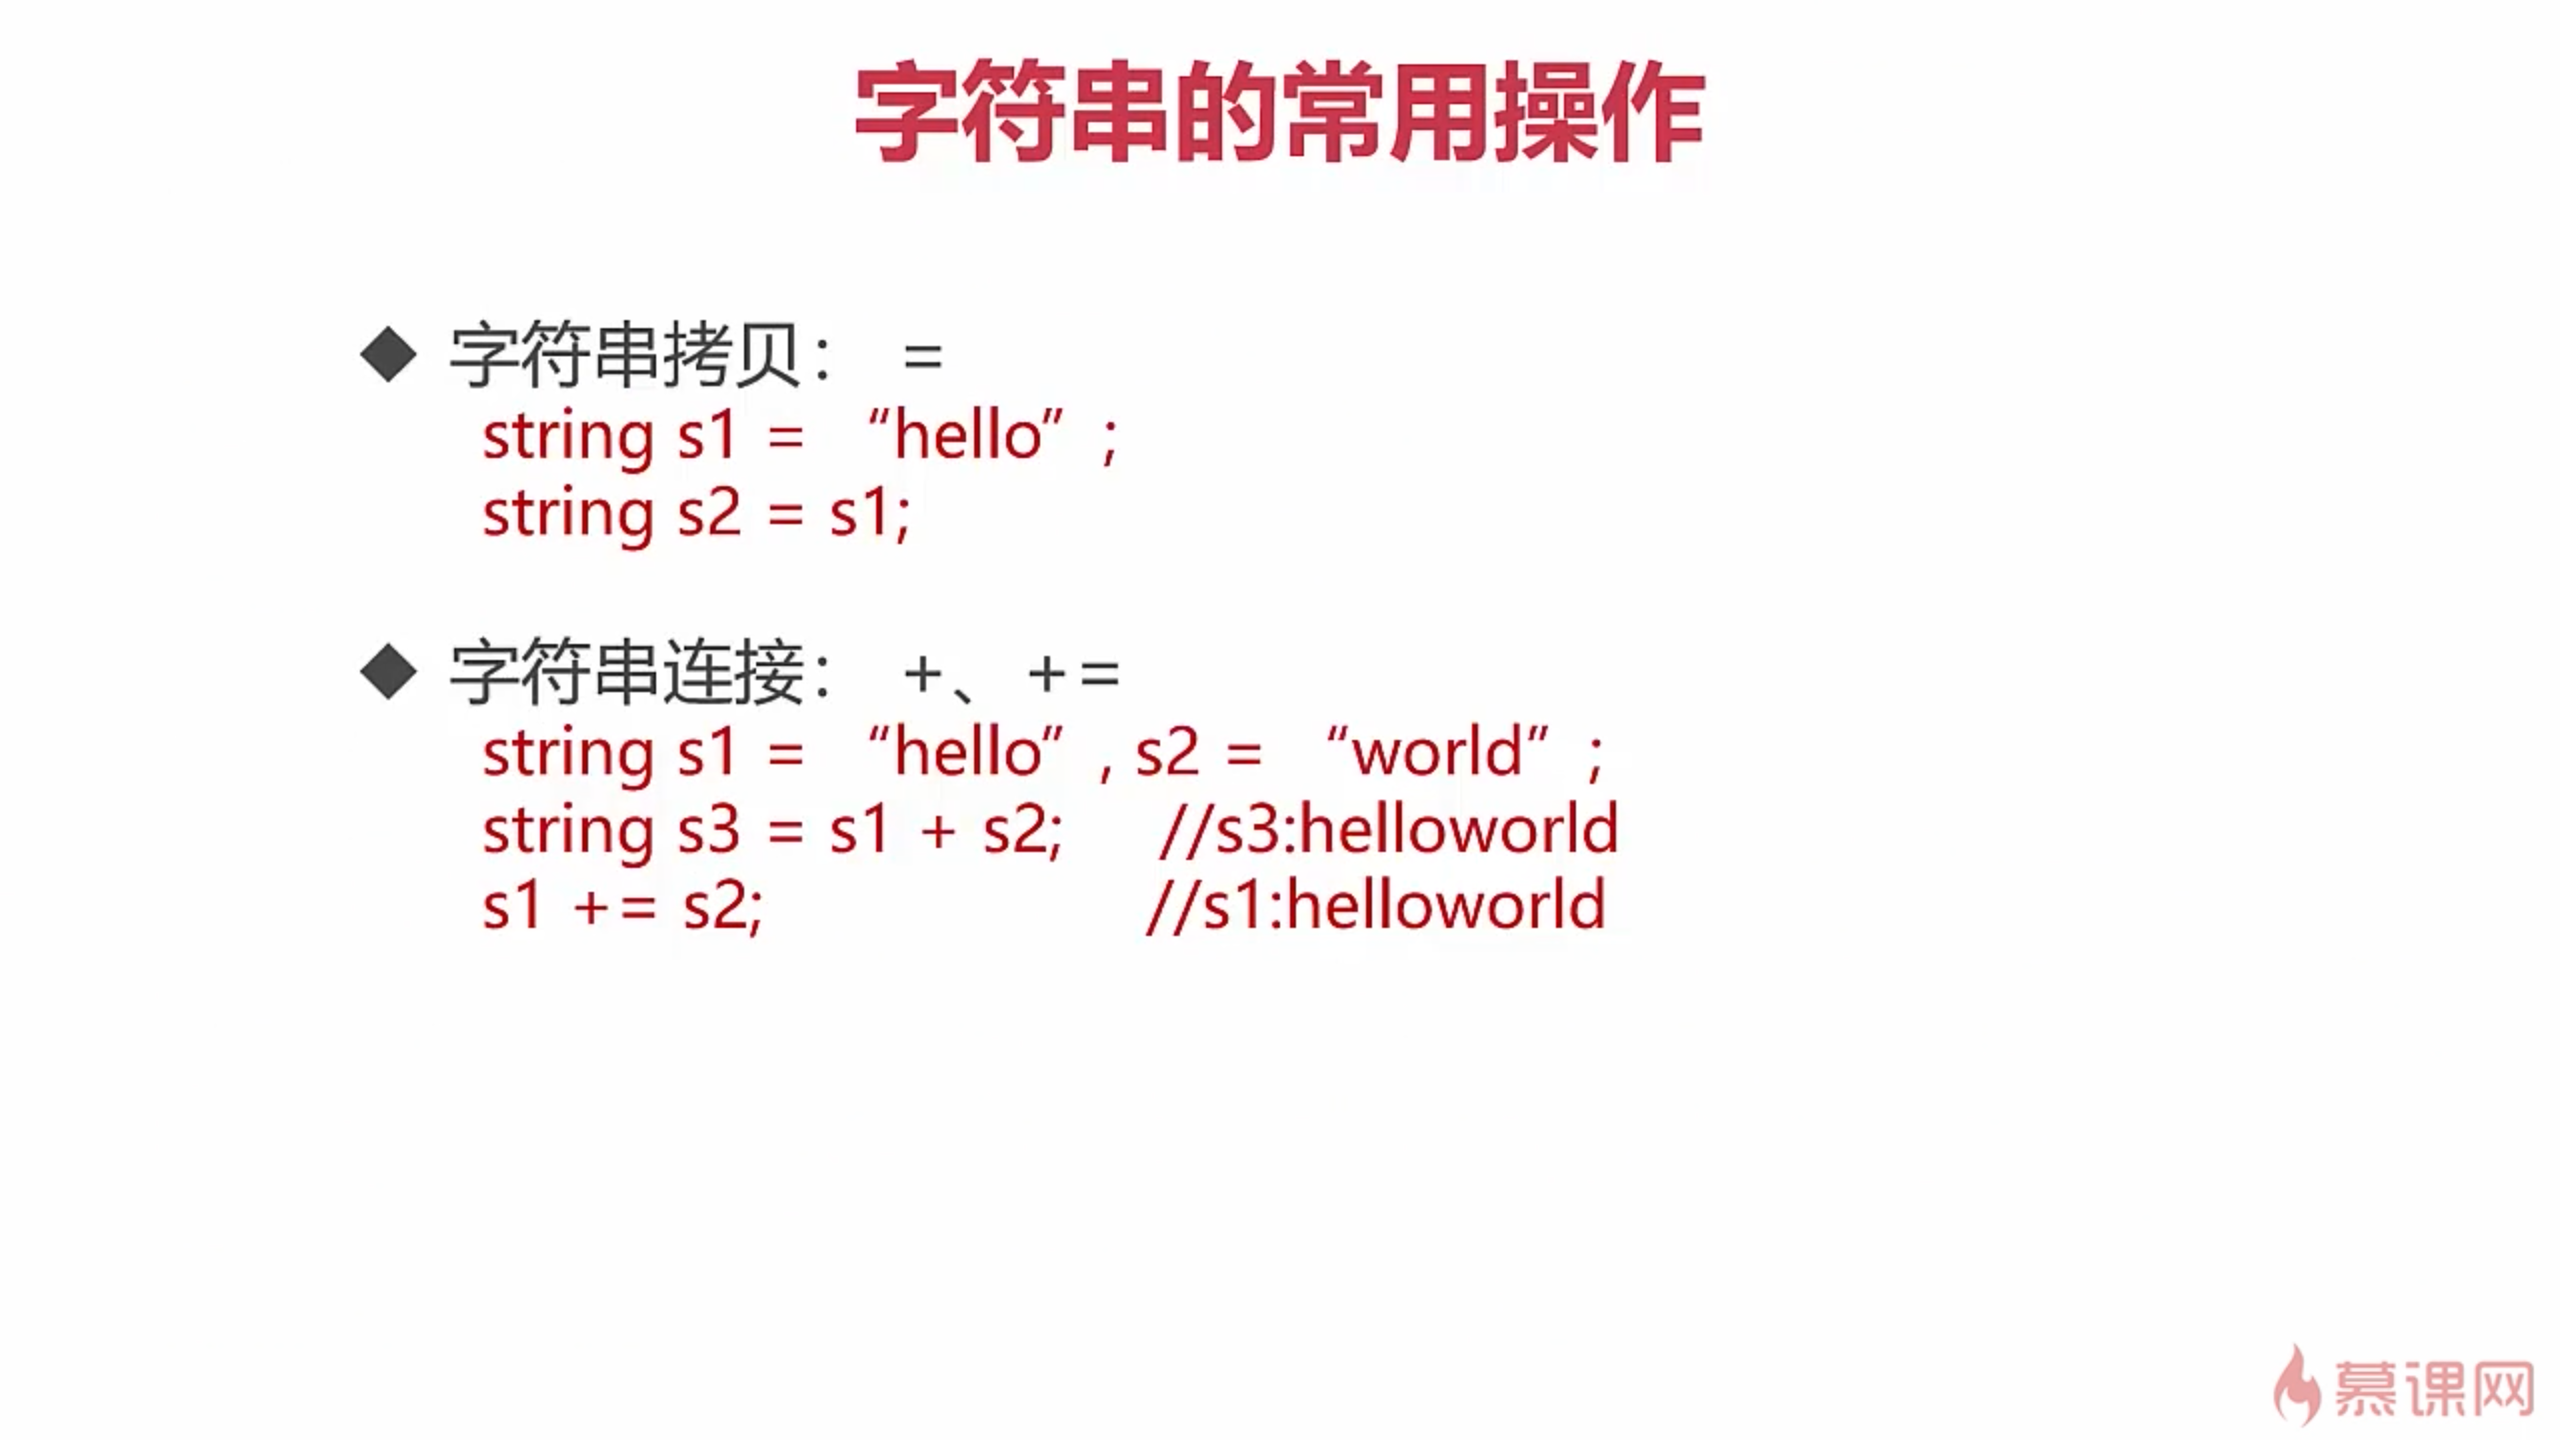 字符串的常用操作
◆ 字符串拷贝： =
string s1 = “hello” ;
string s2 = s1;
◆ 字符串连接： +、 +=
string s1 = “hello” , s2 = “world” ;
string s3 = s1 + s2; //s3:helloworld
s1 += s2; //s1:helloworld
慕课网